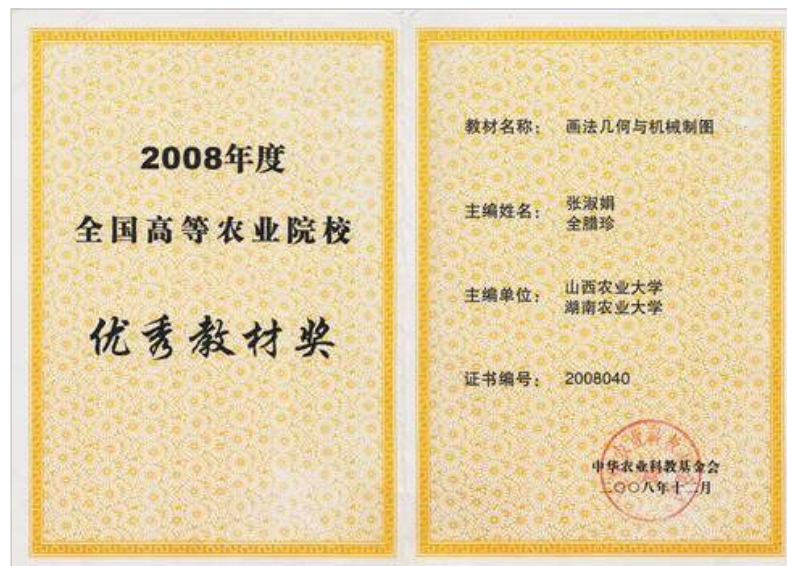 2008年度
全国高等农业院校
优秀教材奖
教材名称： 画法几何与机械制图
主编姓名： 张淑娟
全腊珍
主编单位： 山西农业大学
湖南农业大学
证书编号： 2008040
中华农业科教基金会
二〇〇八年十二月